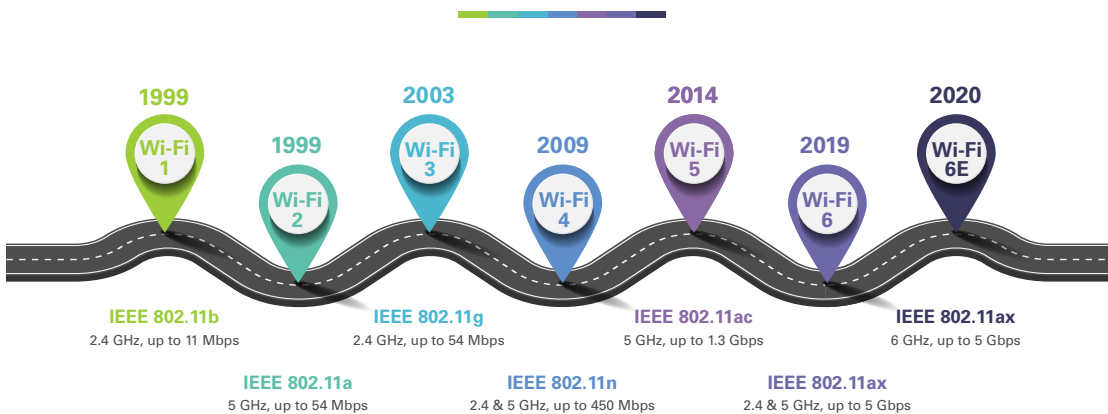 1999
Wi-Fi
1
1999
Wi-Fi
2
2003
Wi-Fi
3
2009
Wi-Fi
4
2014
Wi-Fi
5
2019
Wi-Fi
6
2020
Wi-Fi
6E
IEEE 802.11b
2.4 GHz, up to 11 Mbps
IEEE 802.11a
5 GHz, up to 54 Mbps
IEEE 802.11g
2.4 GHz, up to 54 Mbps
IEEE 802.11n
2.4 & 5 GHz, up to 450 Mbps
IEEE 802.11ac
5 GHz, up to 1.3 Gbps
IEEE 802.11ax
2.4 & 5 GHz, up to 5 Gbps
IEEE 802.11ax
6 GHz, up to 5 Gbps